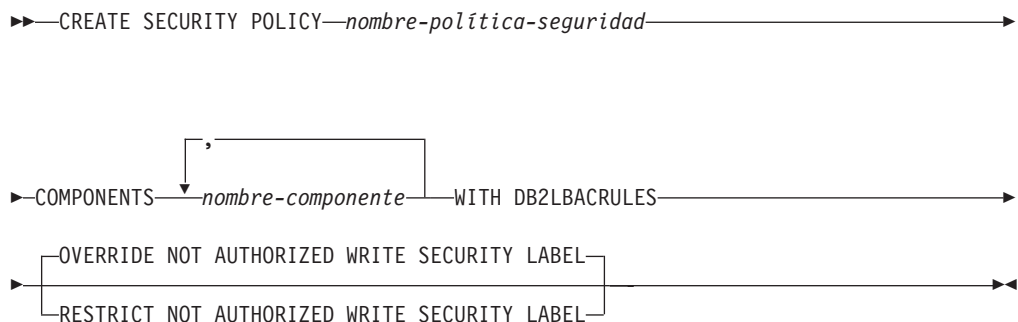 CREATE SECURITY POLICY nombre-política-seguridad
,
COMPONENTS nombre-componente WITH DB2LBACRULES
OVERRIDE NOT AUTHORIZED WRITE SECURITY LABEL
RESTRICT NOT AUTHORIZED WRITE SECURITY LABEL